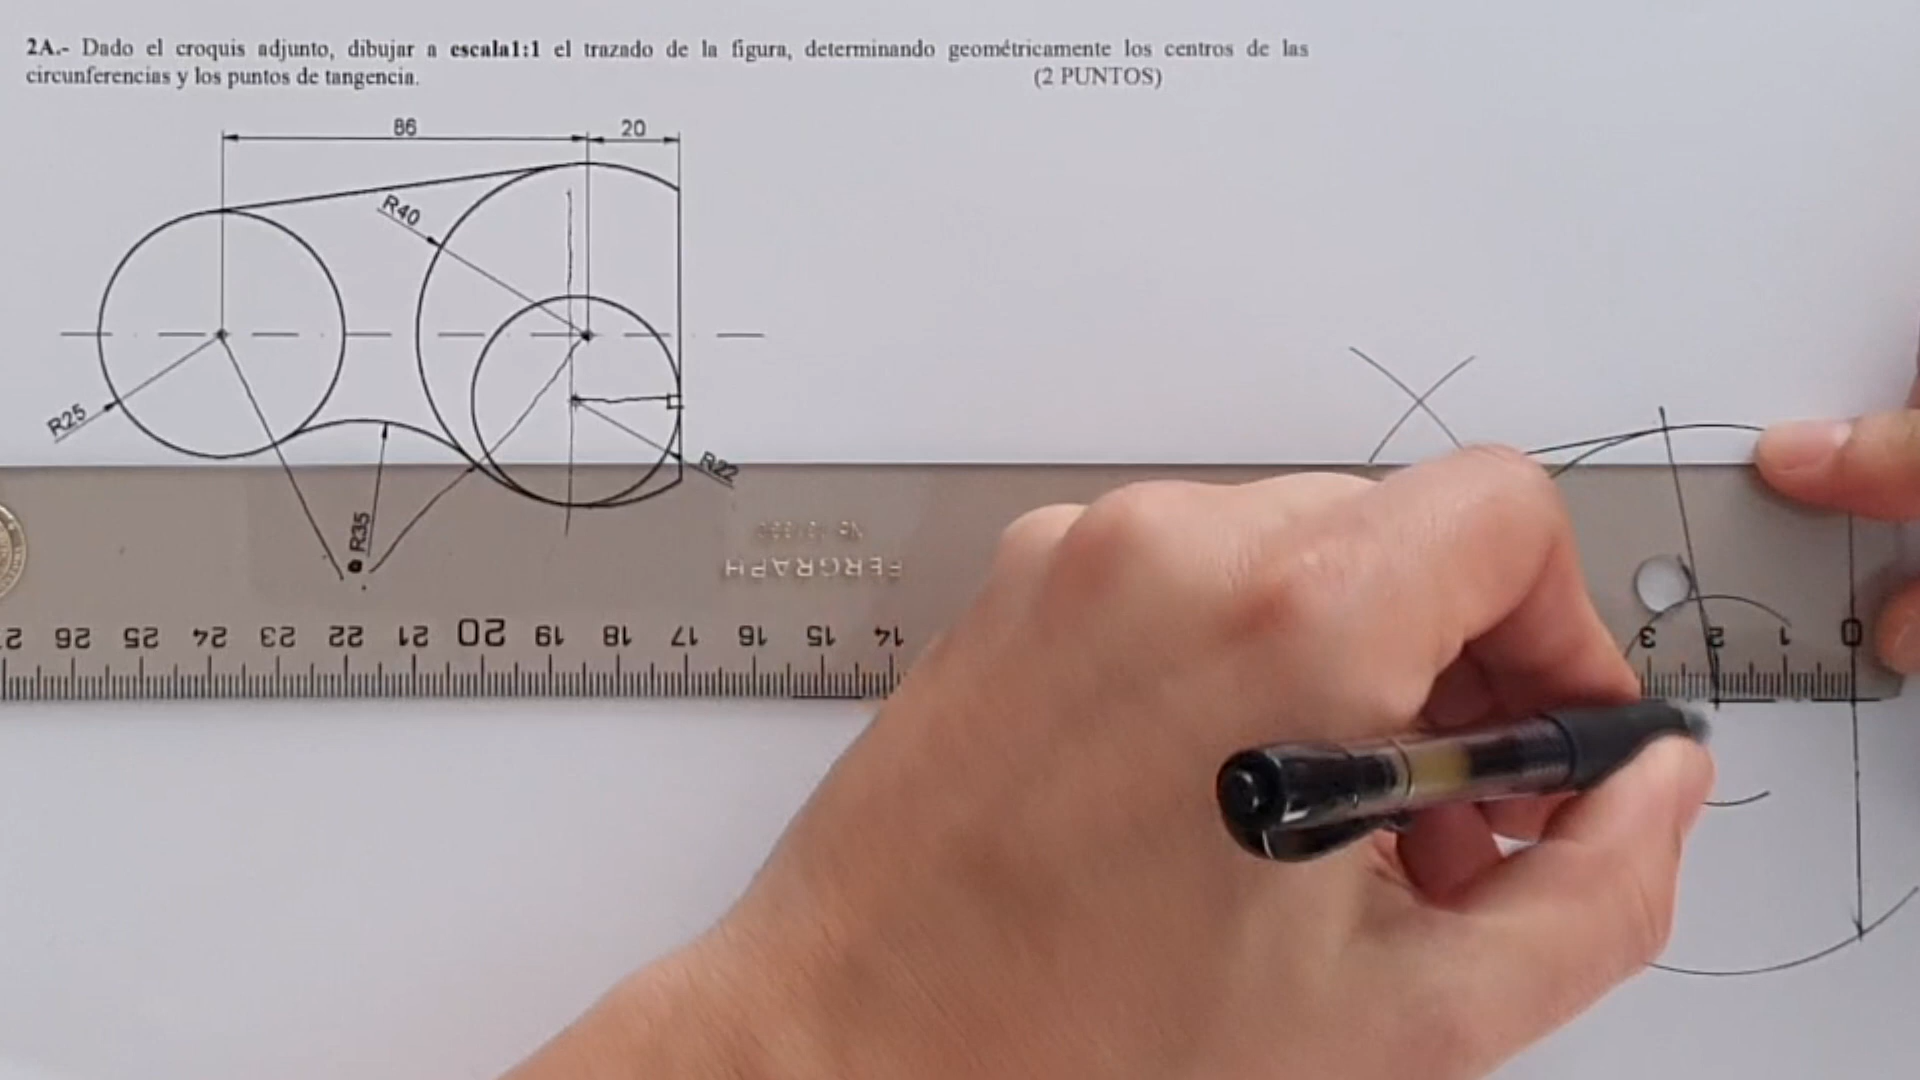 2A.- Dado el croquis adjunto, dibujar a escala1:1 el trazado de la figura, determinando geométricamente los centros de las
circunferencias y los puntos de tangencia. (2 PUNTOS)
86 20
R40
R25
R22
R35
FERGRAPH
26 25 24 23 22 21 20 19 18 17 16 15 14 3 2 1 0